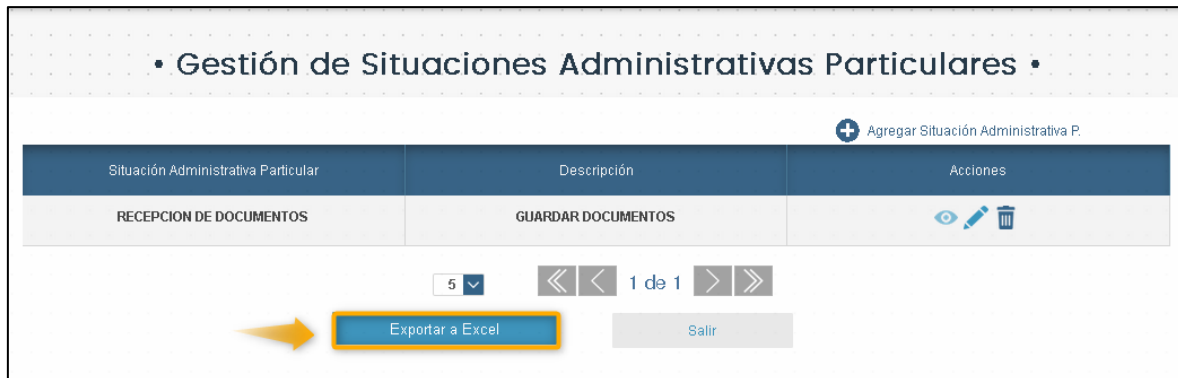 • Gestión de Situaciones Administrativas Particulares •
Agregar Situación Administrativa P.
Situación Administrativa Particular Descripción Acciones
RECEPCION DE DOCUMENTOS GUARDAR DOCUMENTOS
5 1 de 1
Exportar a Excel Salir